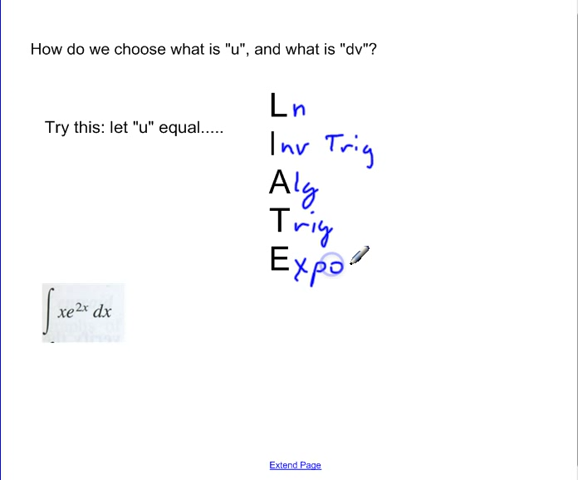 How do we choose what is "u", and what is "dv"?
Try this: let "u" equal.....
Ln
Inv Trig
Alg
Trig
Expo
∫xe^{2x} dx
Extend Page